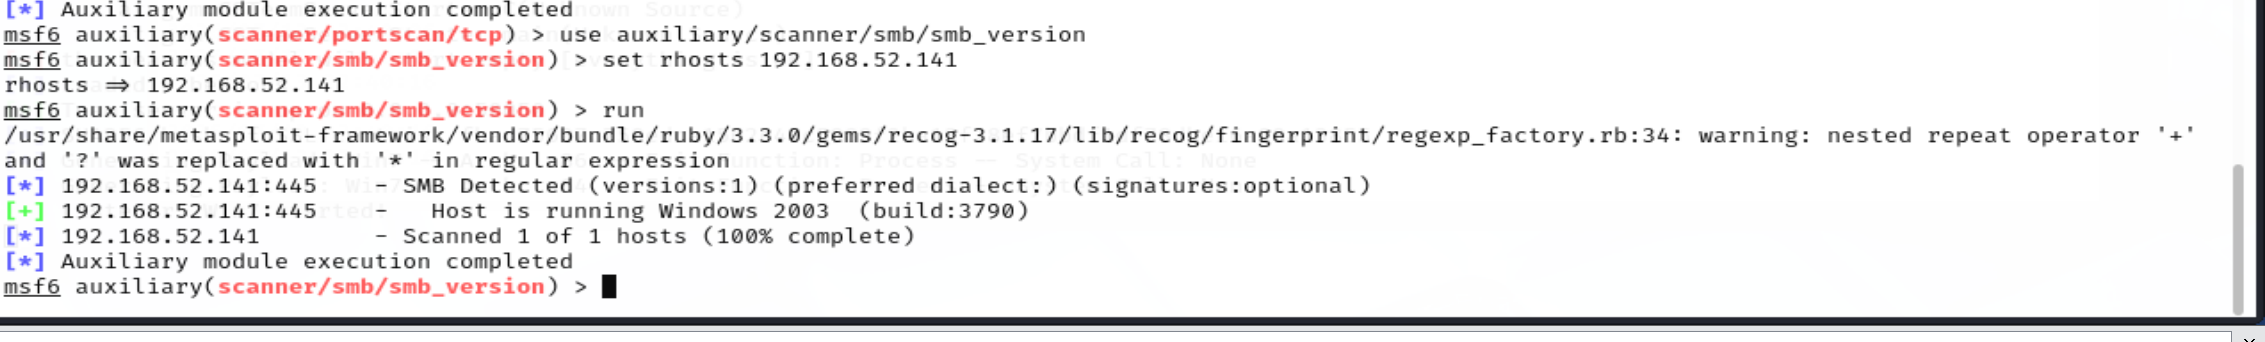 [*] Auxiliary module execution completed
msf6 auxiliary(scanner/portscan/tcp) > use auxiliary/scanner/smb/smb_version
msf6 auxiliary(scanner/smb/smb_version) > set rhosts 192.168.52.141
rhosts ⇒ 192.168.52.141
msf6 auxiliary(scanner/smb/smb_version) > run
/usr/share/metasploit-framework/vendor/bundle/ruby/3.3.0/gems/recog-3.1.17/lib/recog/fingerprint/regexp_factory.rb:34: warning: nested repeat operator '+'
and '?' was replaced with '*' in regular expression
[*] 192.168.52.141:445    - SMB Detected (versions:1) (preferred dialect:) (signatures:optional)
[+] 192.168.52.141:445    -   Host is running Windows 2003  (build:3790)
[*] 192.168.52.141        - Scanned 1 of 1 hosts (100% complete)
[*] Auxiliary module execution completed
msf6 auxiliary(scanner/smb/smb_version) >